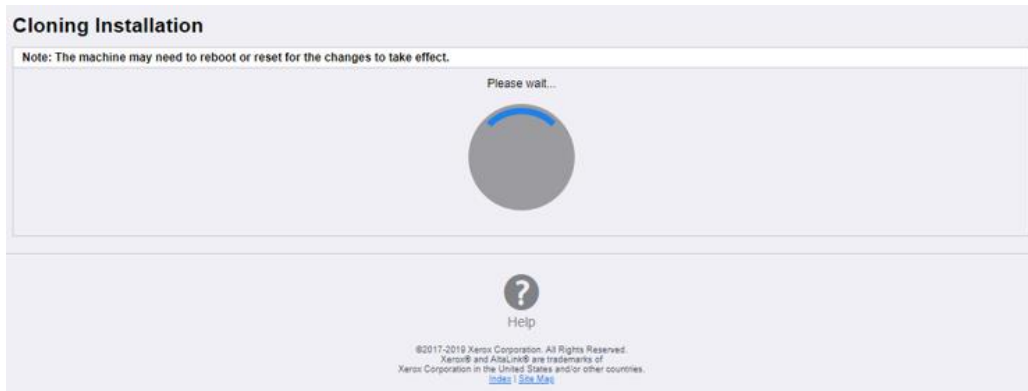 Cloning Installation
Note: The machine may need to reboot or reset for the changes to take effect.
Please wait...
?
Help
©2017-2019 Xerox Corporation. All Rights Reserved.
Xerox® and AltaLink® are trademarks of
Xerox Corporation in the United States and/or other countries.
Index | Site Map